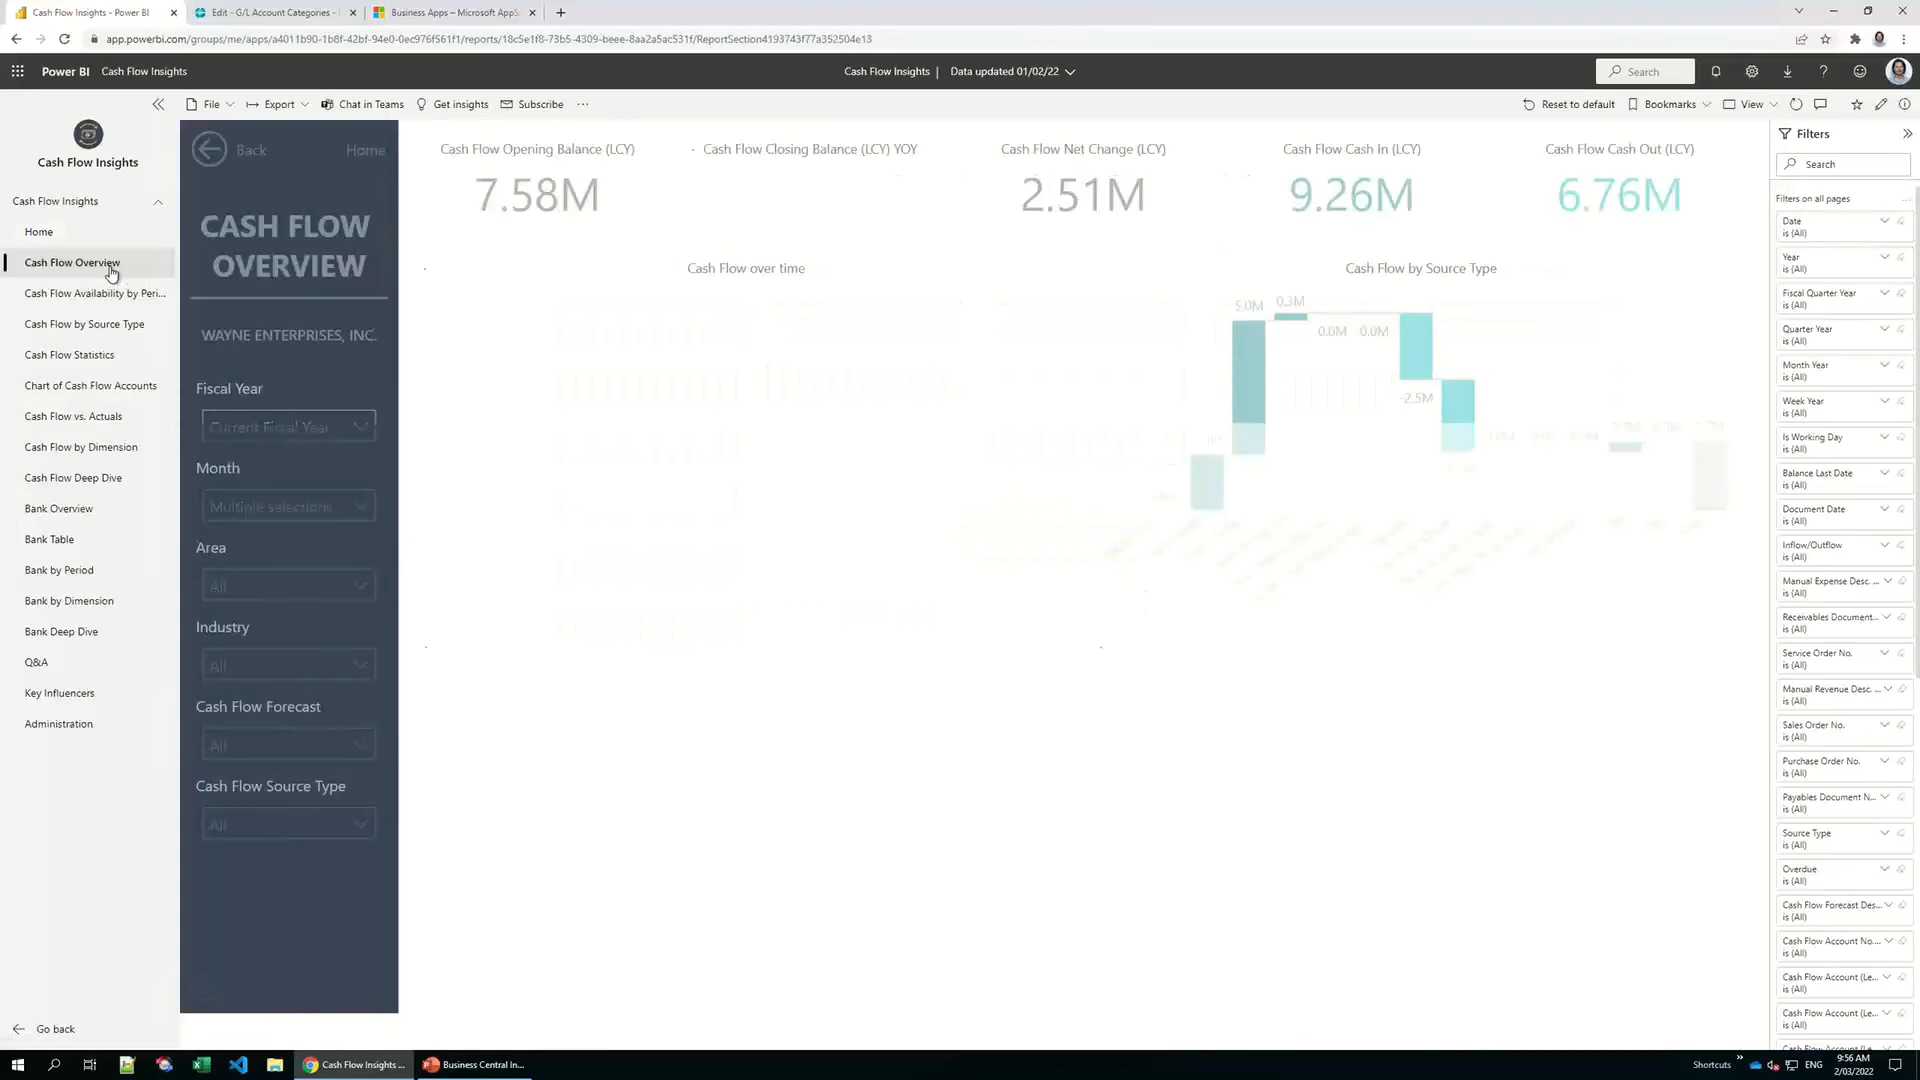 Cash Flow Insights - Power BI
Edit - G/L Account Categories -
Business Apps – Microsoft AppS
app.powerbi.com/groups/me/apps/a4011b90-1b8f-42bf-94e0-0ec976f561f1/reports/18c5e1f8-73b5-4309-beee-8aa2a5ac531f/ReportSection4193743f77a352504e13
Power BI
Cash Flow Insights
Cash Flow Insights
Data updated 01/02/22
Search
File
Export
Chat in Teams
Get insights
Subscribe
Reset to default
Bookmarks
View
Cash Flow Insights
Cash Flow Insights
Home
Cash Flow Overview
Cash Flow Availability by Peri...
Cash Flow by Source Type
Cash Flow Statistics
Chart of Cash Flow Accounts
Cash Flow vs. Actuals
Cash Flow by Dimension
Cash Flow Deep Dive
Bank Overview
Bank Table
Bank by Period
Bank by Dimension
Bank Deep Dive
Q&A
Key Influencers
Administration
Go back
Back
Home
CASH FLOW
OVERVIEW
WAYNE ENTERPRISES, INC.
Fiscal Year
Current Fiscal Year
Month
Multiple selections
Area
All
Industry
All
Cash Flow Forecast
All
Cash Flow Source Type
All
Cash Flow Opening Balance (LCY)
7.58M
Cash Flow Closing Balance (LCY) YOY
Cash Flow Net Change (LCY)
2.51M
Cash Flow Cash In (LCY)
9.26M
Cash Flow Cash Out (LCY)
6.76M
Cash Flow over time
Cash Flow by Source Type
5.0M
0.3M
0.0M
0.0M
-2.5M
Filters
Search
Filters on all pages
Date
is (All)
Year
is (All)
Fiscal Quarter Year
is (All)
Quarter Year
is (All)
Month Year
is (All)
Week Year
is (All)
Is Working Day
is (All)
Balance Last Date
is (All)
Document Date
is (All)
Inflow/Outflow
is (All)
Manual Expense Desc. ...
is (All)
Receivables Document...
is (All)
Service Order No.
is (All)
Manual Revenue Desc. ...
is (All)
Sales Order No.
is (All)
Purchase Order No.
is (All)
Payables Document N...
is (All)
Source Type
is (All)
Overdue
is (All)
Cash Flow Forecast Des...
is (All)
Cash Flow Account No....
is (All)
Cash Flow Account (Le...
is (All)
Cash Flow Account (Le...
is (All)
Cash Flow Insights ...
Business Central In...
Shortcuts
ENG
9:56 AM
2/03/2022